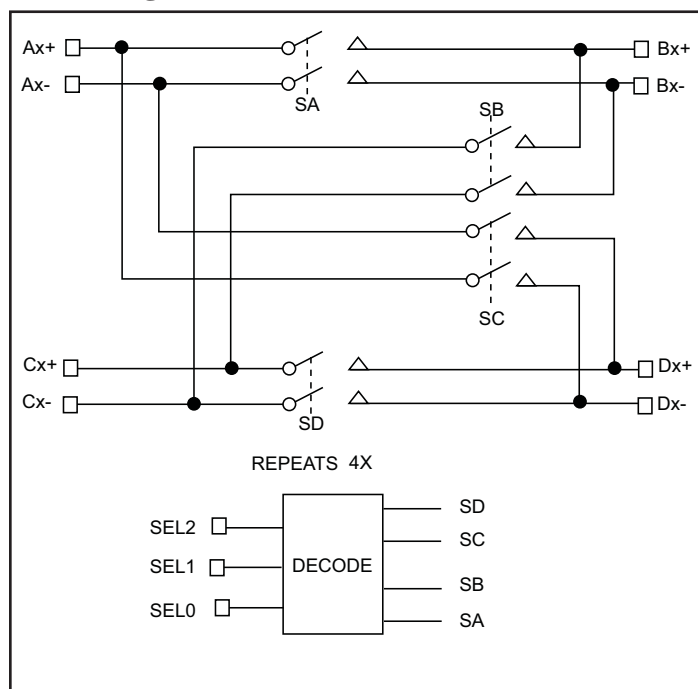 Ax+
Bx+
Ax-
Bx-
SA
SB
SC
Cx+
Dx+
Cx-
Dx-
SD
REPEATS 4X
SEL2
SEL1
SEL0
DECODE
SD
SC
SB
SA